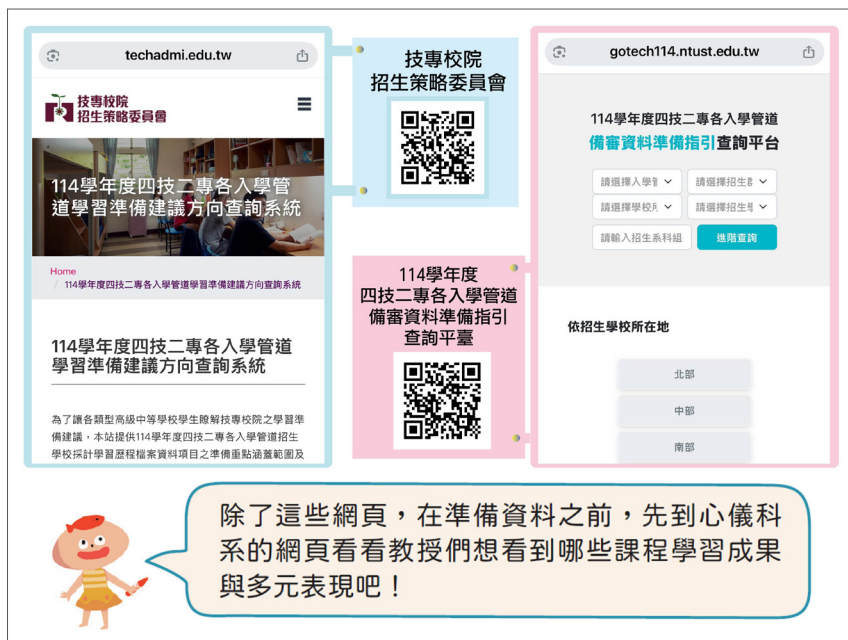 techadmi.edu.tw
技專校院
招生策略委員會
114學年度四技二專各入學管
道學習準備建議方向查詢系統
Home
/ 114學年度四技二專各入學管道學習準備建議方向查詢系統
114學年度四技二專各入學管道
學習準備建議方向查詢系統
為了讓各類型高級中等學校學生瞭解技專校院之學習準
備建議，本站提供114學年度四技二專各入學管道招生
學校採計學習歷程檔案資料項目之準備重點涵蓋範圍及
技專校院
招生策略委員會
114學年度
四技二專各入學管道
備審資料準備指引
查詢平臺
gotech114.ntust.edu.tw
114學年度四技二專各入學管道
備審資料準備指引查詢平台
請選擇入學 請選擇招生
請選擇學校 請選擇招生
請輸入招生系科組 進階查詢
依招生學校所在地
北部
中部
南部
除了這些網頁，在準備資料之前，先到心儀科
系的網頁看看教授們想看到哪些課程學習成果
與多元表現吧！